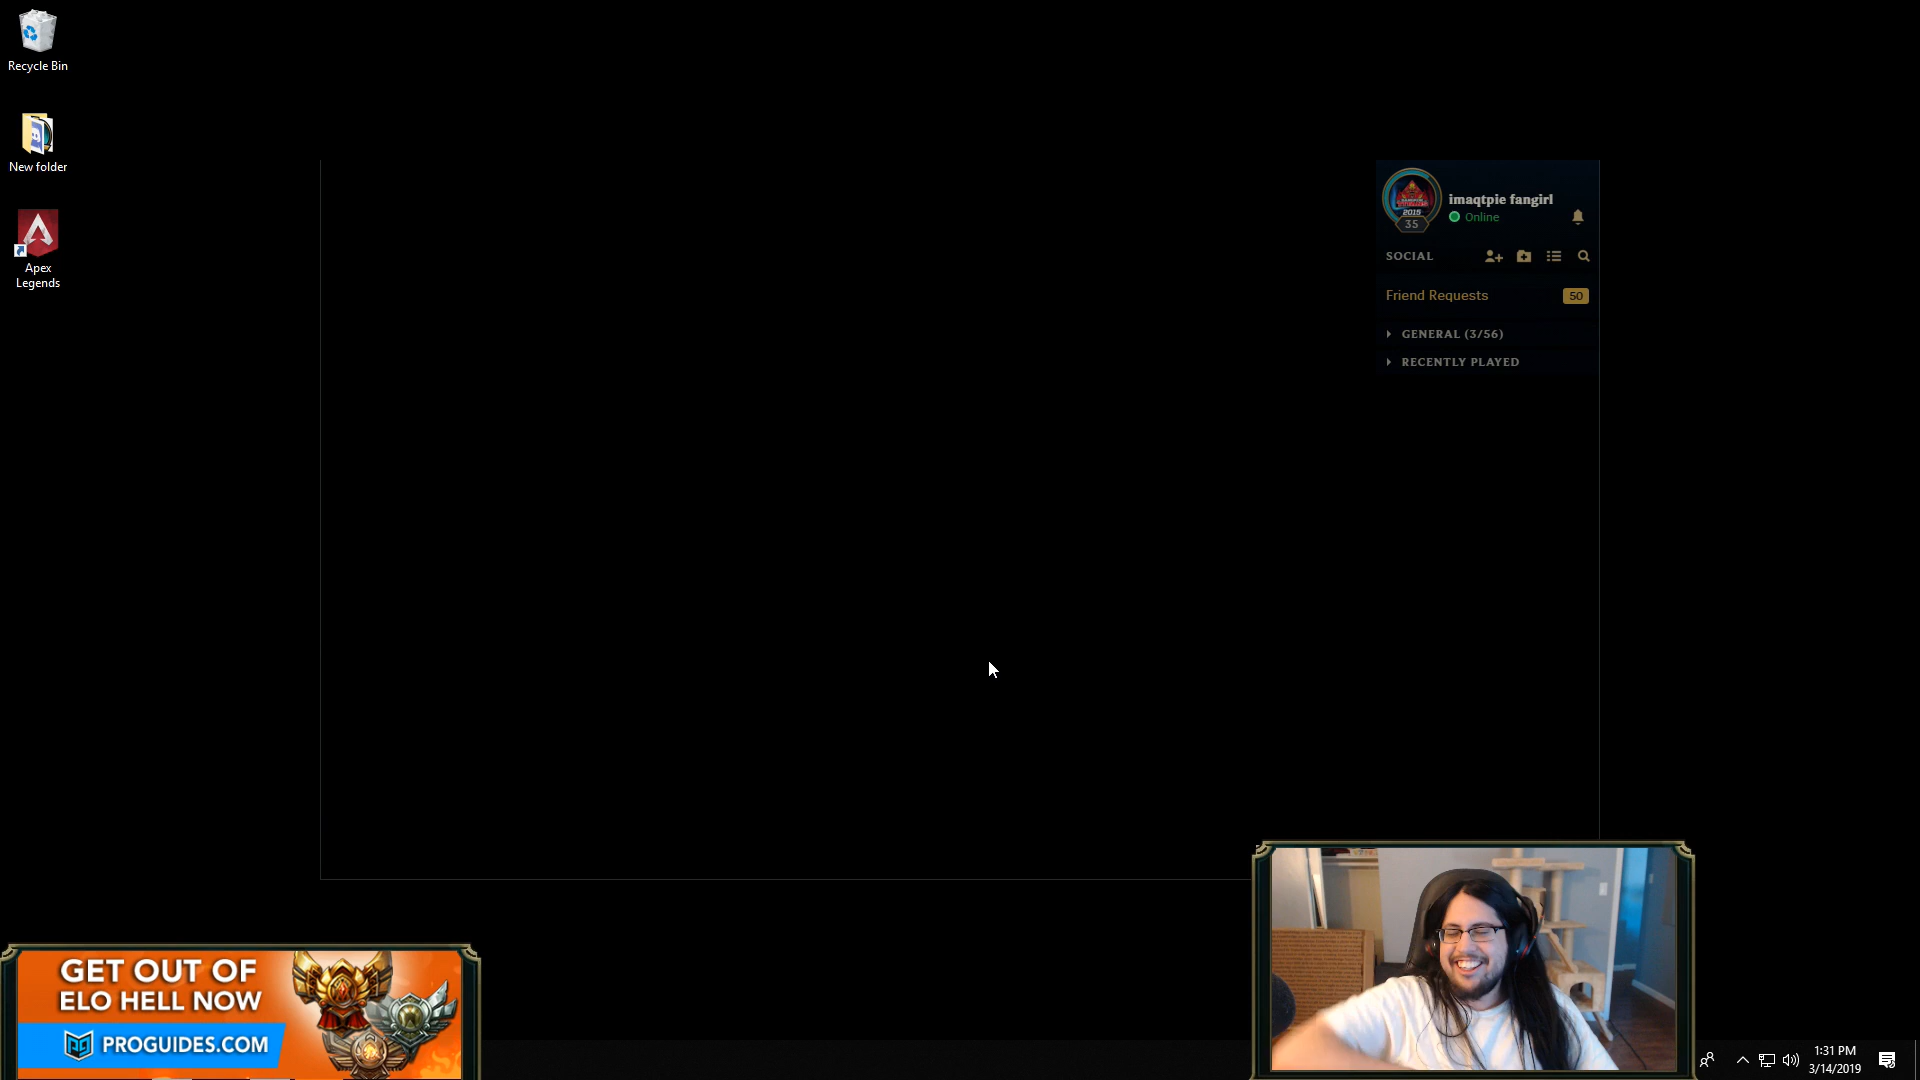 Recycle Bin
New folder
Apex
Legends
imaqtpie fangirl
Online
2015
35
SOCIAL
Friend Requests
50
GENERAL (3/56)
RECENTLY PLAYED
GET OUT OF
ELO HELL NOW
PROGUIDES.COM
1:31 PM
3/14/2019